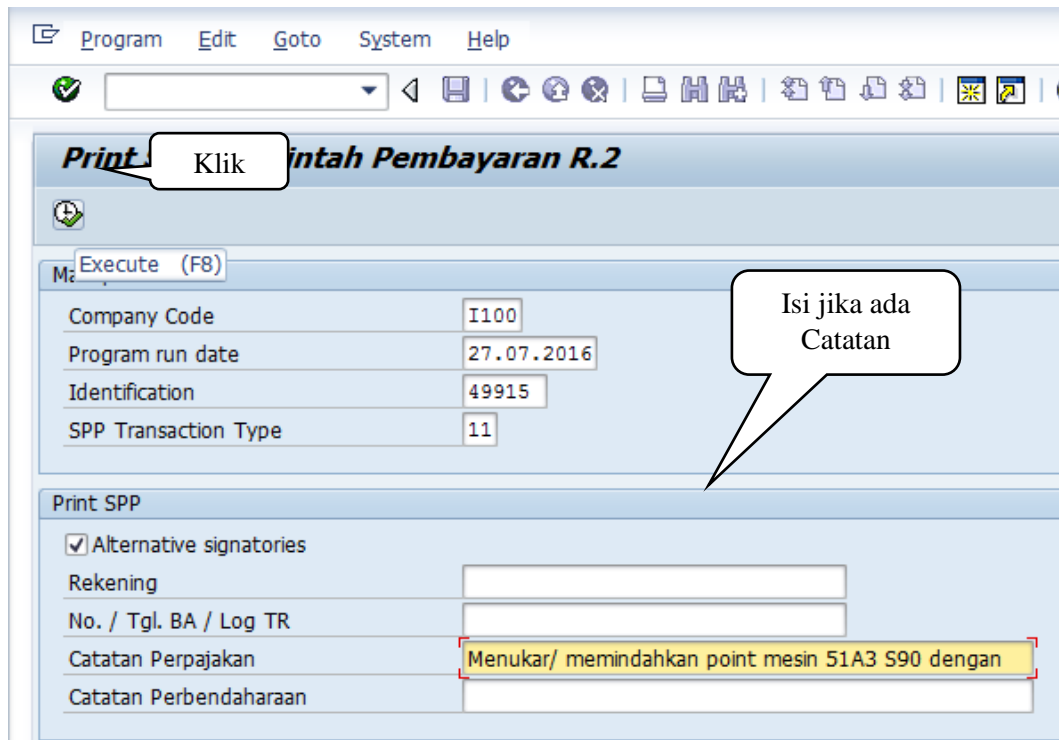 Program Edit Goto System Help
Print S intah Pembayaran R.2
Klik
Execute (F8)
Ma
Company Code I100
Program run date 27.07.2016
Identification 49915
SPP Transaction Type 11
Isi jika ada
Catatan
Print SPP
Alternative signatories
Rekening
No. / Tgl. BA / Log TR
Catatan Perpajakan Menukar/ memindahkan point mesin 51A3 S90 dengan
Catatan Perbendaharaan